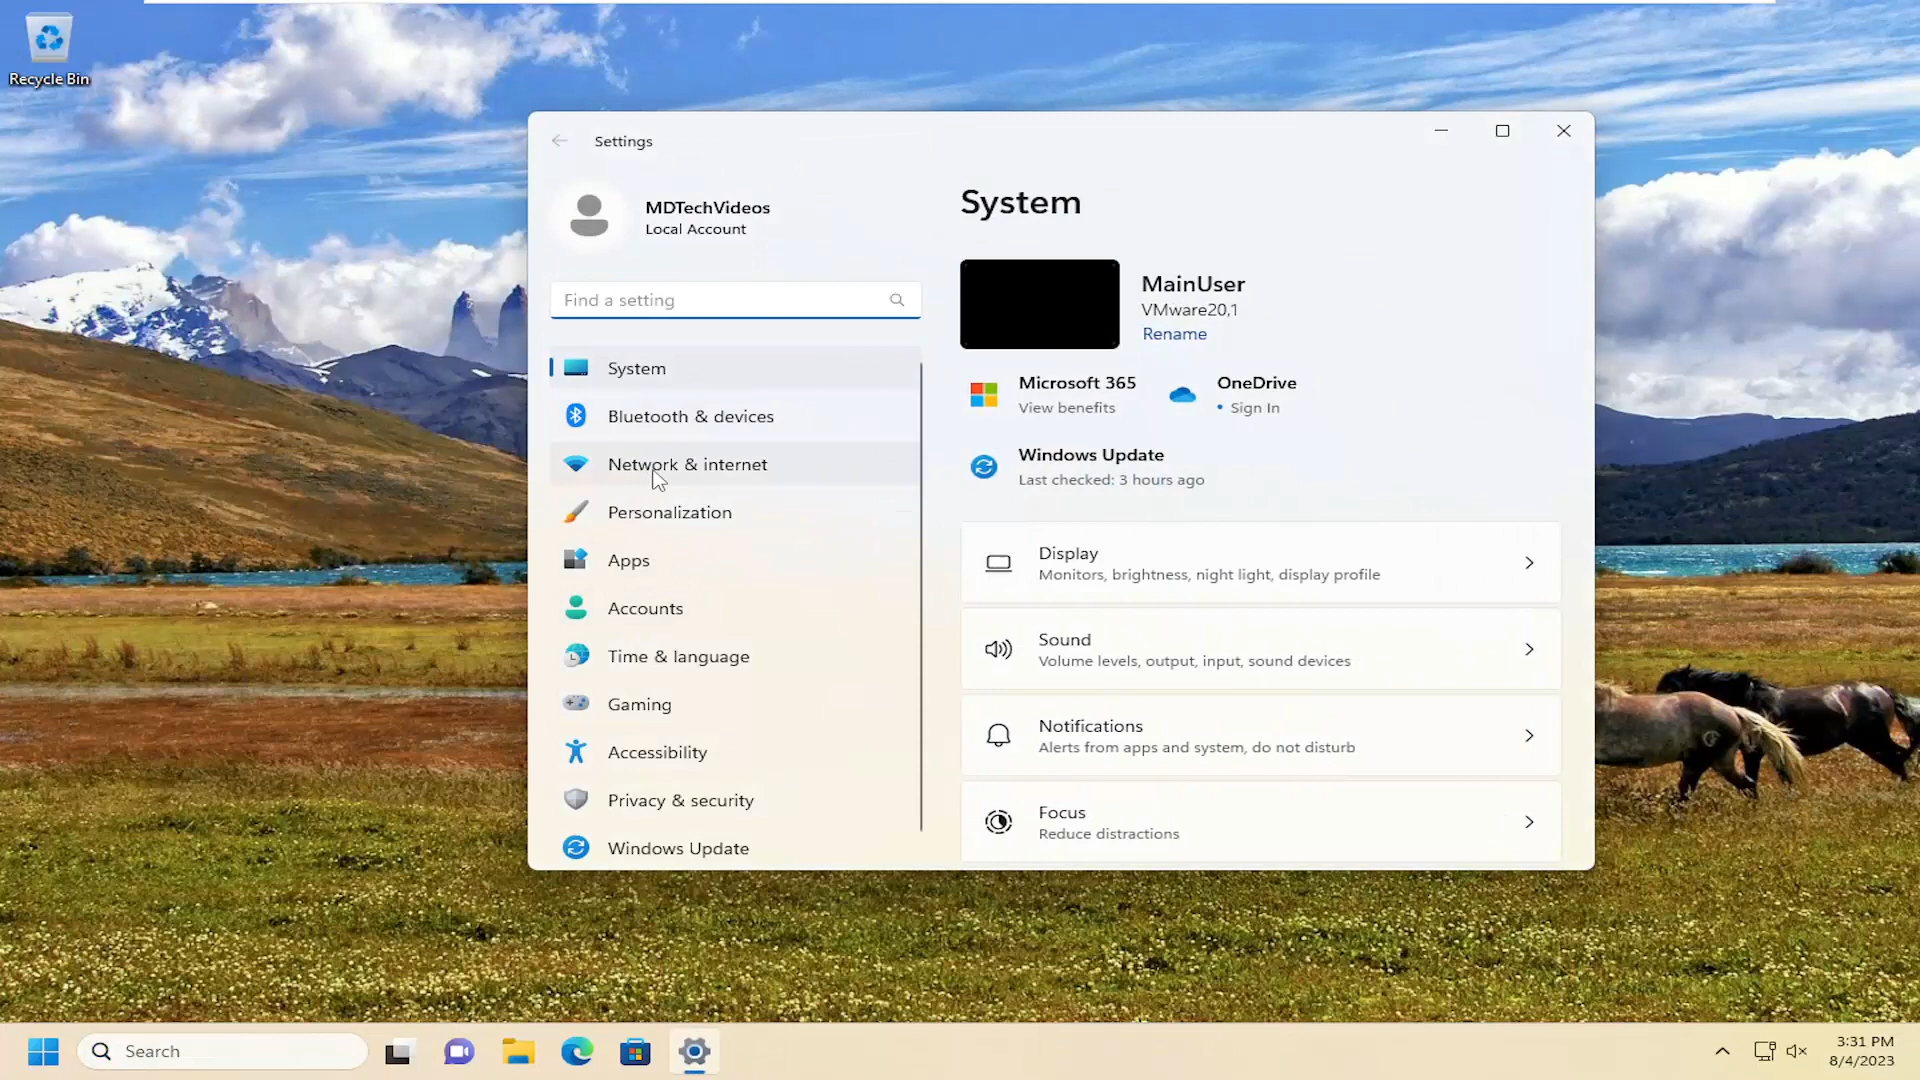 Recycle Bin
Settings
MDTechVideos
Local Account
Find a setting
System
Bluetooth & devices
Network & internet
Personalization
Apps
Accounts
Time & language
Gaming
Accessibility
Privacy & security
Windows Update
System
MainUser
VMware20,1
Rename
Microsoft 365
View benefits
OneDrive
• Sign In
Windows Update
Last checked: 3 hours ago
Display
Monitors, brightness, night light, display profile
Sound
Volume levels, output, input, sound devices
Notifications
Alerts from apps and system, do not disturb
Focus
Reduce distractions
Search
3:31 PM
8/4/2023